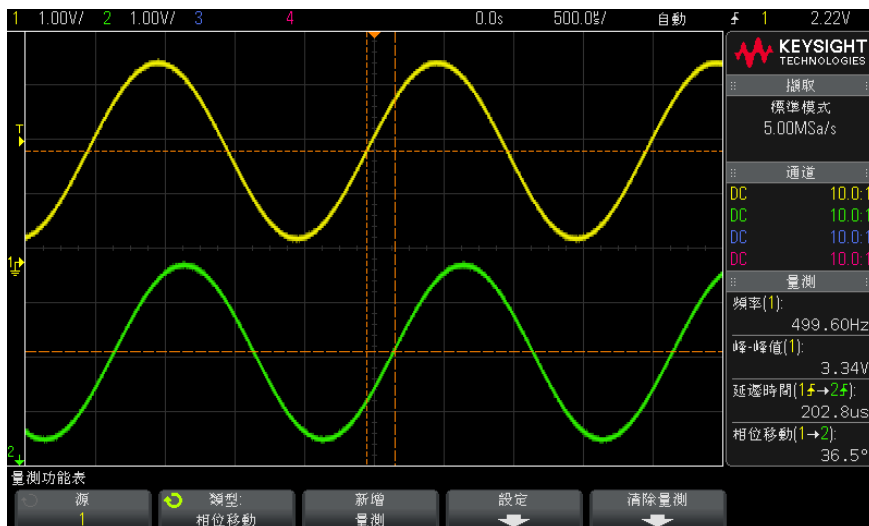 1 1.00V/ 2 1.00V/ 3 4 0.0s 500.0us/ 自動 1 2.22V
KEYSIGHT
TECHNOLOGIES
擷取
標準模式
5.00MSa/s
通道
DC 10.0:1
DC 10.0:1
DC 10.0:1
DC 10.0:1
量測
頻率(1):
499.60Hz
峰-峰值(1):
3.34V
延遲時間(1→2):
202.8us
相位移動(1→2):
36.5°
T
1
2
量測功能表
源
1
類型:
相位移動
新增
量測
設定
清除量測